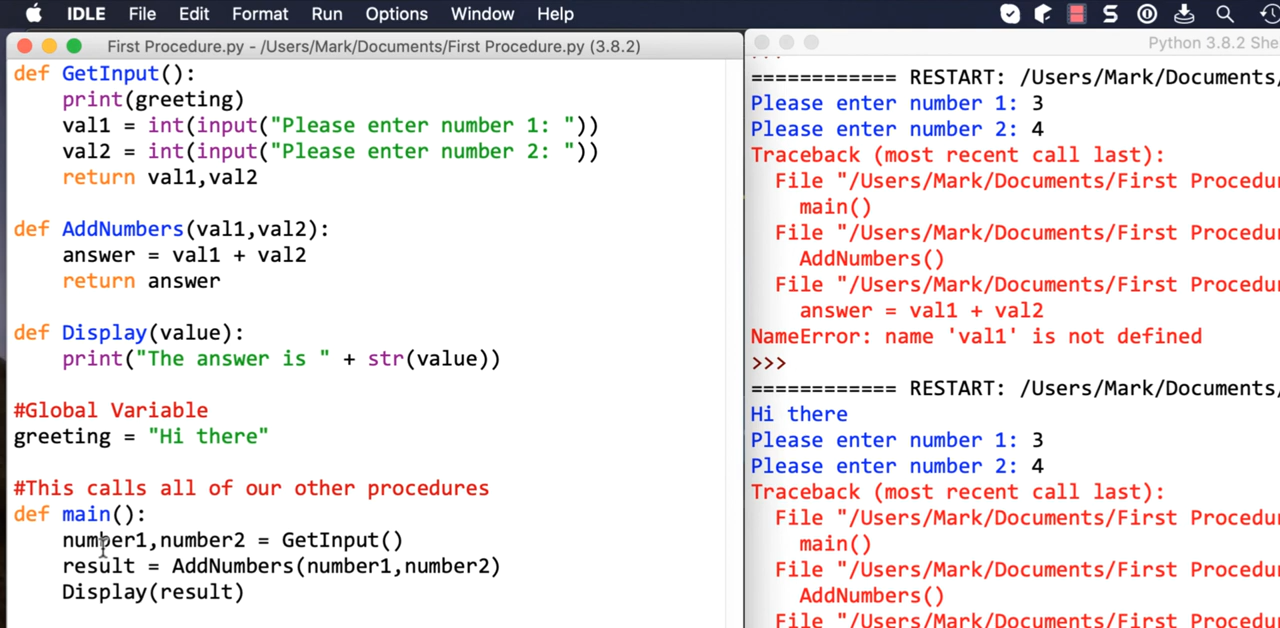 IDLE File Edit Format Run Options Window Help
First Procedure.py - /Users/Mark/Documents/First Procedure.py (3.8.2)
def GetInput():
    print(greeting)
    val1 = int(input("Please enter number 1: "))
    val2 = int(input("Please enter number 2: "))
    return val1,val2
def AddNumbers(val1,val2):
    answer = val1 + val2
    return answer
def Display(value):
    print("The answer is " + str(value))
#Global Variable
greeting = "Hi there"
#This calls all of our other procedures
def main():
    number1,number2 = GetInput()
    result = AddNumbers(number1,number2)
    Display(result)
Python 3.8.2 She
============ RESTART: /Users/Mark/Documents/
Please enter number 1: 3
Please enter number 2: 4
Traceback (most recent call last):
  File "/Users/Mark/Documents/First Procedu
    main()
  File "/Users/Mark/Documents/First Procedu
    AddNumbers()
  File "/Users/Mark/Documents/First Procedu
    answer = val1 + val2
NameError: name 'val1' is not defined
>>>
============ RESTART: /Users/Mark/Documents/
Hi there
Please enter number 1: 3
Please enter number 2: 4
Traceback (most recent call last):
  File "/Users/Mark/Documents/First Procedu
    main()
  File "/Users/Mark/Documents/First Procedu
    AddNumbers()
  File "/Users/Mark/Documents/First Procedu